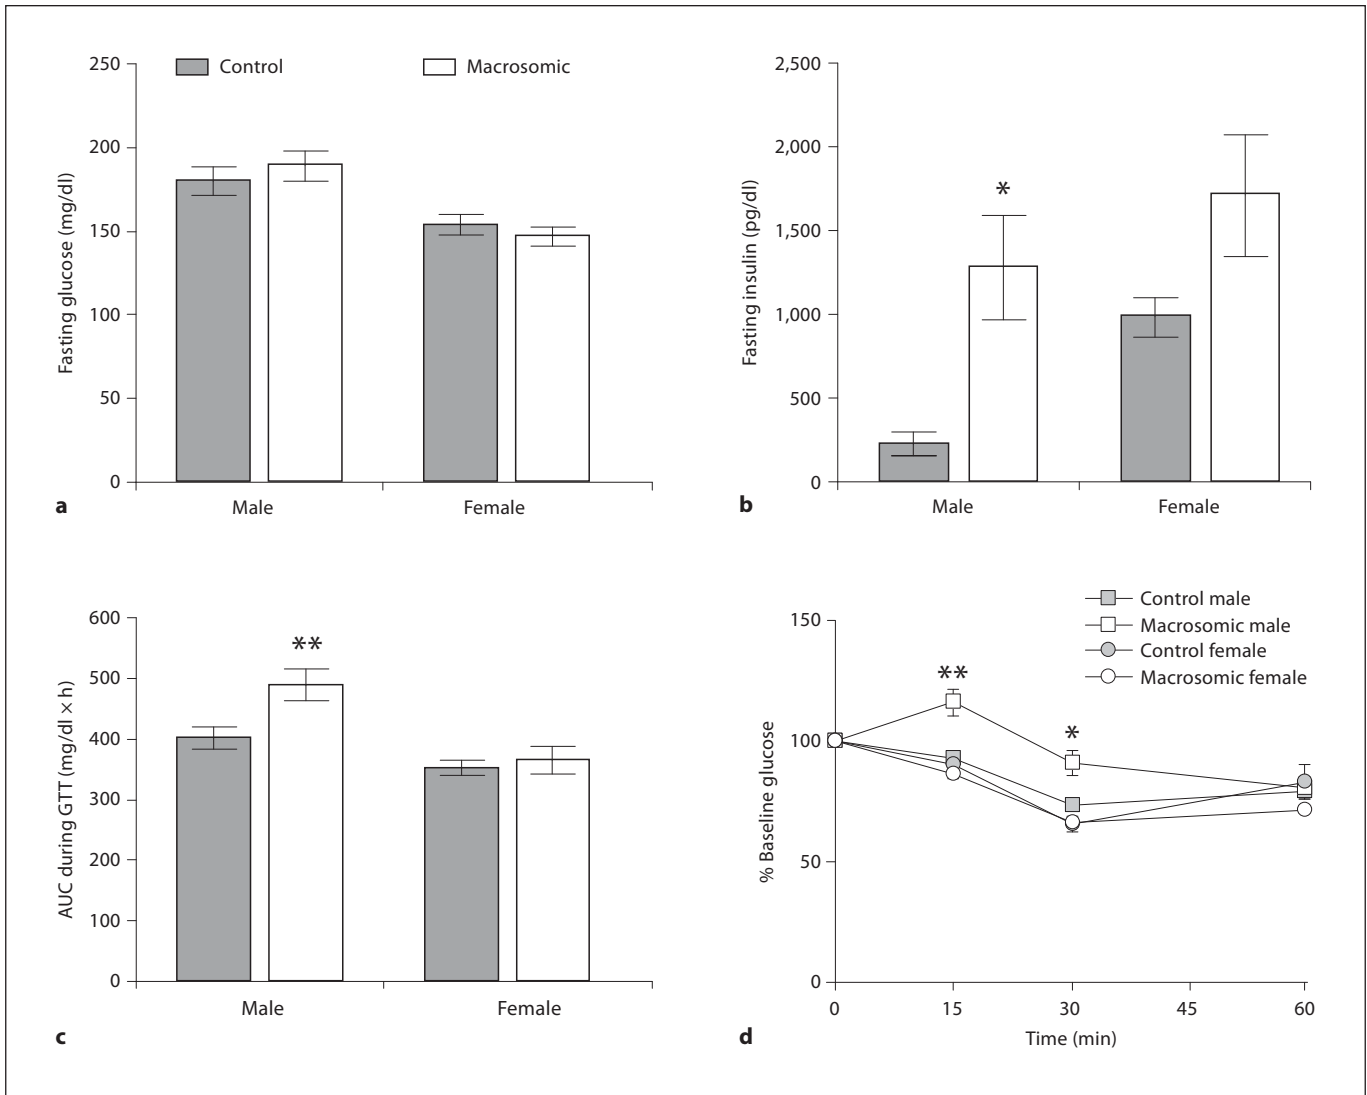 Control
Macrosomic
250
200
150
100
50
0
Fasting glucose (mg/dl)
Male
Female
a
2,500
2,000
1,500
1,000
500
0
Fasting insulin (pg/dl)
*
Male
Female
b
600
500
400
300
200
100
0
AUC during GTT (mg/dl × h)
**
Male
Female
c
Control male
Macrosomic male
Control female
Macrosomic female
150
100
50
0
% Baseline glucose
**
*
0
15
30
45
60
Time (min)
d